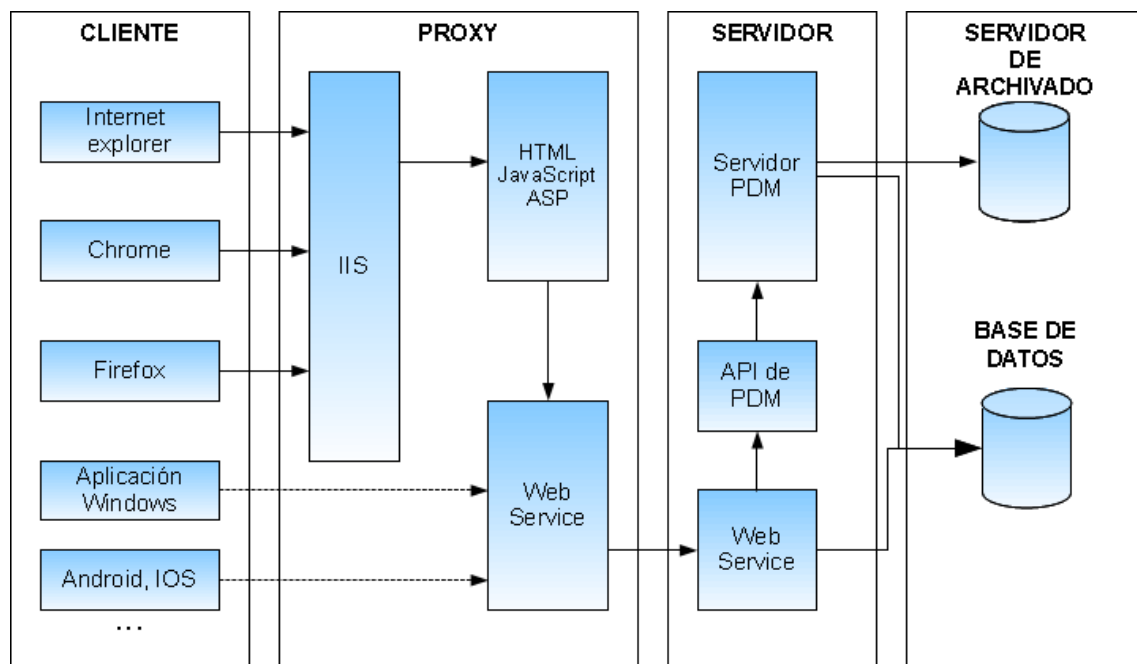 CLIENTE
Internet
explorer
Chrome
Firefox
Aplicación
Windows
Android, IOS
...
PROXY
IIS
HTML
JavaScript
ASP
Web
Service
SERVIDOR
Servidor
PDM
API de
PDM
Web
Service
SERVIDOR
DE
ARCHIVADO
BASE DE
DATOS